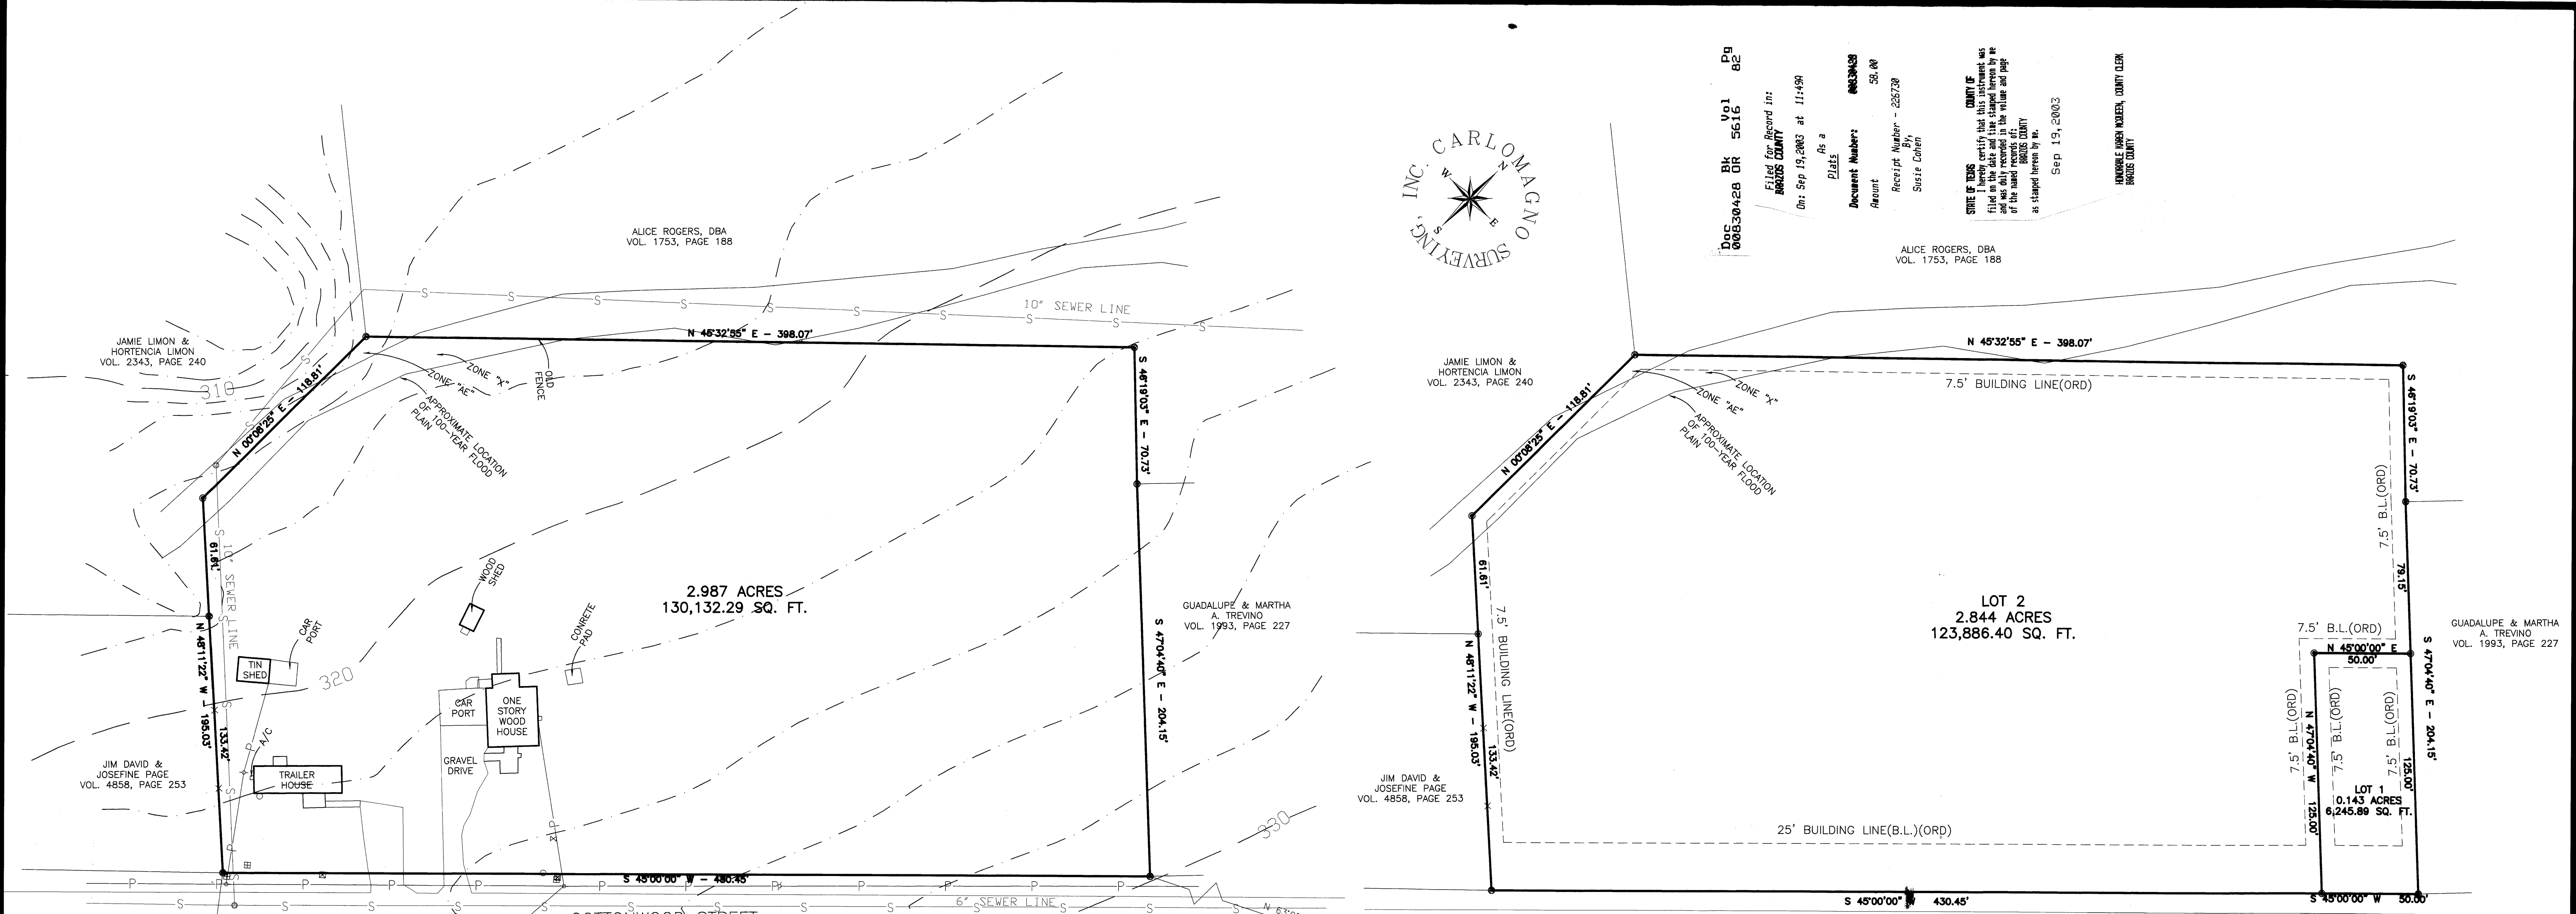 ALICE ROGERS, DBA
VOL. 1753, PAGE 188
10" SEWER LINE
JAMIE LIMON &
HORTENCIA LIMON
VOL. 2343, PAGE 240
310
N 45°32'55" E - 398.07'
N 00°08'25" E - 118.81'
ZONE "X"
ZONE "AE"
OLD
FENCE
APPROXIMATE LOCATION
OF 100-YEAR FLOOD
PLAIN
S 46°19'03" E - 70.73'
61.61'
10" SEWER LINE
WOOD
SHED
2.987 ACRES
130,132.29 SQ. FT.
CONRETE
PAD
GUADALUPE & MARTHA
A. TREVINO
VOL. 1993, PAGE 227
CAR
PORT
TIN
SHED
320
N 48°11'22" W - 195.03'
133.42'
A/C
CAR
PORT
ONE
STORY
WOOD
HOUSE
GRAVEL
DRIVE
TRAILER
HOUSE
S 47°04'40" E - 204.15'
JIM DAVID &
JOSEFINE PAGE
VOL. 4858, PAGE 253
330
S 45°00'00" W - 480.45'
6" SEWER LINE
COTTONWOOD STREET
CARLOMAGNO SURVEYING, INC.
N
E
S
W
Doc Bk Vol Pg
00830428 OR 5616 82
Filed for Record in:
BRAZOS COUNTY
On: Sep 19,2003 at 11:49A
As a
Plats
Document Number: 00830428
Amount 58.00
Receipt Number - 226730
By,
Susie Cohen
STATE OF TEXAS COUNTY OF
I hereby certify that this instrument was
filed on the date and time stamped hereon by me
and was duly recorded in the volume and page
of the named records of:
BRAZOS COUNTY
as stamped hereon by me.
Sep 19,2003
HONORABLE KAREN MCQUEEN, COUNTY CLERK
BRAZOS COUNTY
ALICE ROGERS, DBA
VOL. 1753, PAGE 188
JAMIE LIMON &
HORTENCIA LIMON
VOL. 2343, PAGE 240
N 45°32'55" E - 398.07'
7.5' BUILDING LINE(ORD)
N 00°08'25" E - 118.81'
ZONE "X"
ZONE "AE"
APPROXIMATE LOCATION
OF 100-YEAR FLOOD
PLAIN
S 46°19'03" E - 70.73'
7.5' B.L.(ORD)
79.15'
61.61'
7.5' BUILDING LINE(ORD)
LOT 2
2.844 ACRES
123,886.40 SQ. FT.
7.5' B.L.(ORD)
N 45°00'00" E
50.00'
GUADALUPE & MARTHA
A. TREVINO
VOL. 1993, PAGE 227
S 47°04'40" E - 204.15'
N 48°11'22" W - 195.03'
133.42'
7.5' B.L.(ORD)
N 47°04'40" W
125.00'
7.5' B.L.(ORD)
7.5' B.L.(ORD)
125.00'
JIM DAVID &
JOSEFINE PAGE
VOL. 4858, PAGE 253
LOT 1
0.143 ACRES
6,245.89 SQ. FT.
25' BUILDING LINE(B.L.)(ORD)
S 45°00'00" W 430.45'
S 45°00'00" W 50.00'